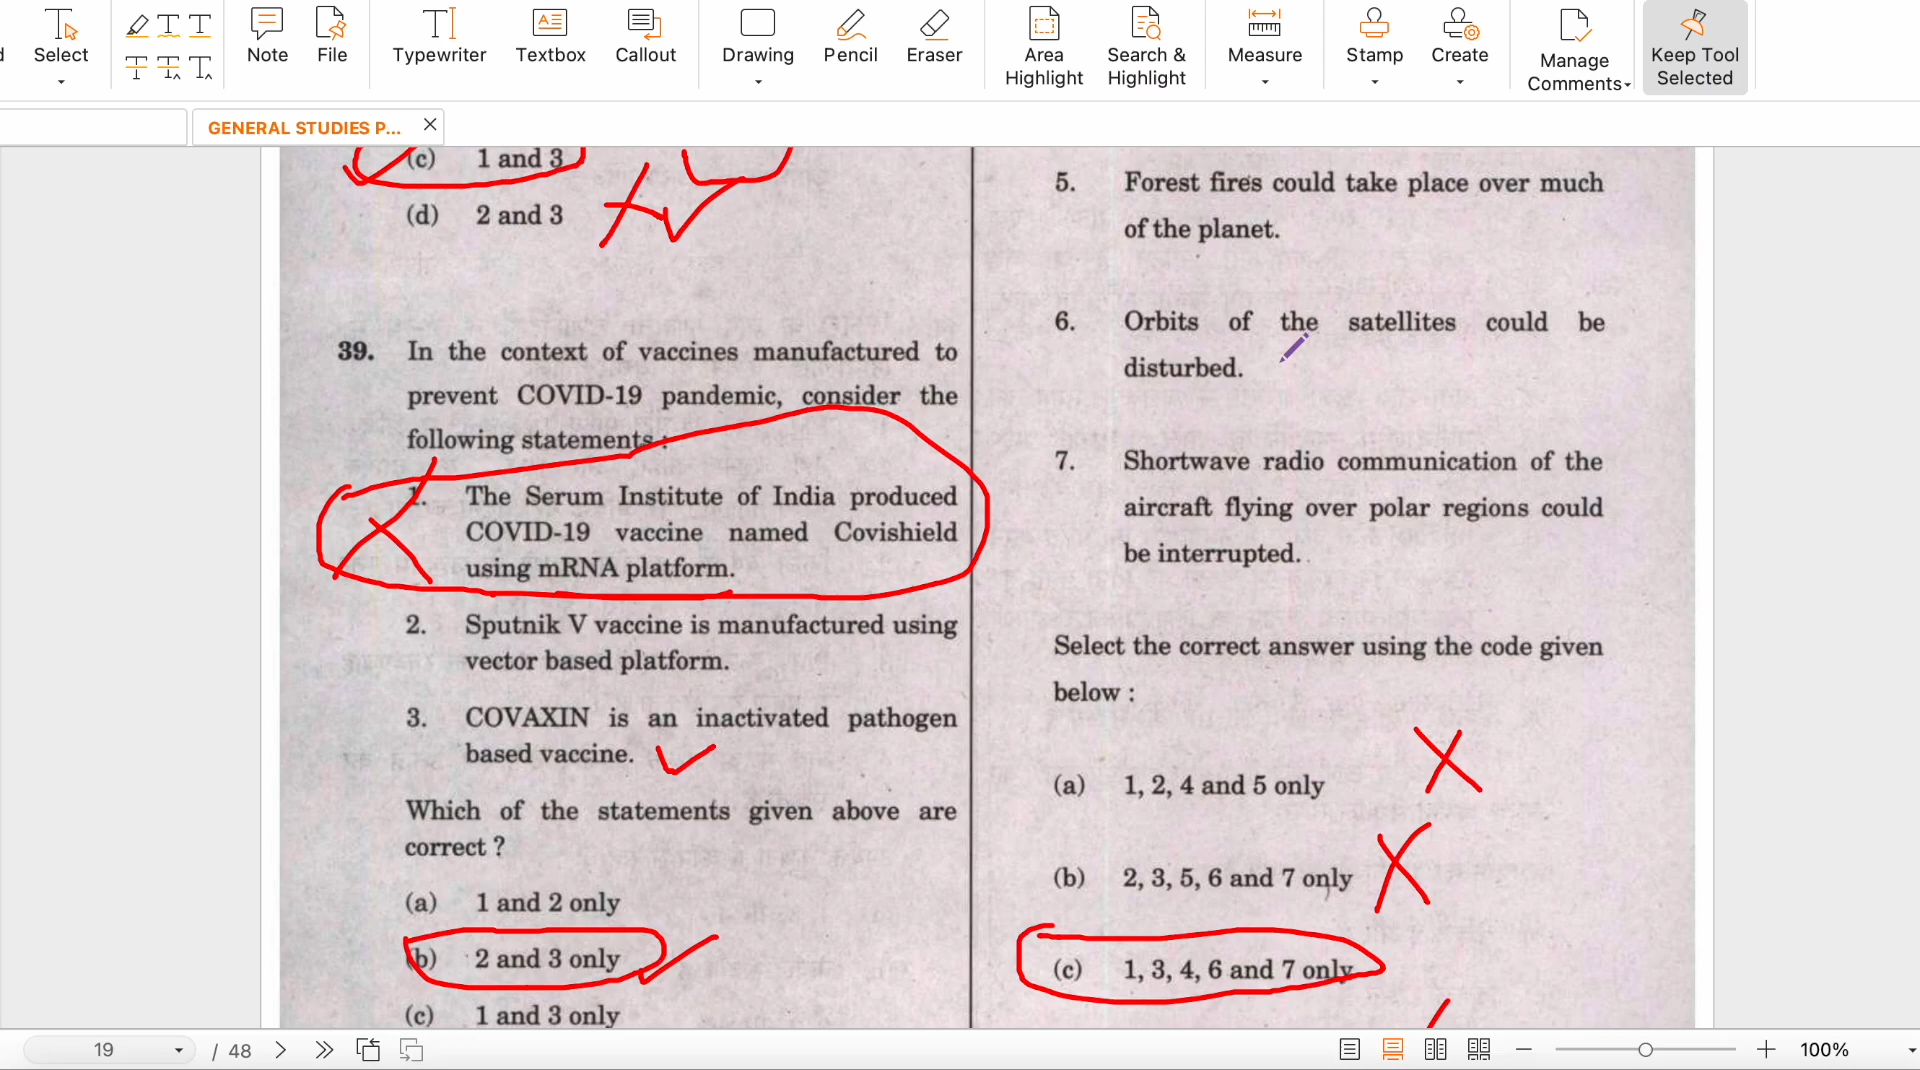 Select
Note
File
Typewriter
Textbox
Callout
Drawing
Pencil
Eraser
Area
Highlight
Search &
Highlight
Measure
Stamp
Create
Manage
Comments
Keep Tool
Selected
GENERAL STUDIES P...
(c) 1 and 3
(d) 2 and 3
39. In the context of vaccines manufactured to
prevent COVID-19 pandemic, consider the
following statements :
1. The Serum Institute of India produced
COVID-19 vaccine named Covishield
using mRNA platform.
2. Sputnik V vaccine is manufactured using
vector based platform.
3. COVAXIN is an inactivated pathogen
based vaccine.
Which of the statements given above are
correct ?
(a) 1 and 2 only
(b) 2 and 3 only
(c) 1 and 3 only
5. Forest fires could take place over much
of the planet.
6. Orbits of the satellites could be
disturbed.
7. Shortwave radio communication of the
aircraft flying over polar regions could
be interrupted.
Select the correct answer using the code given
below :
(a) 1, 2, 4 and 5 only
(b) 2, 3, 5, 6 and 7 only
(c) 1, 3, 4, 6 and 7 only
19 / 48
100%